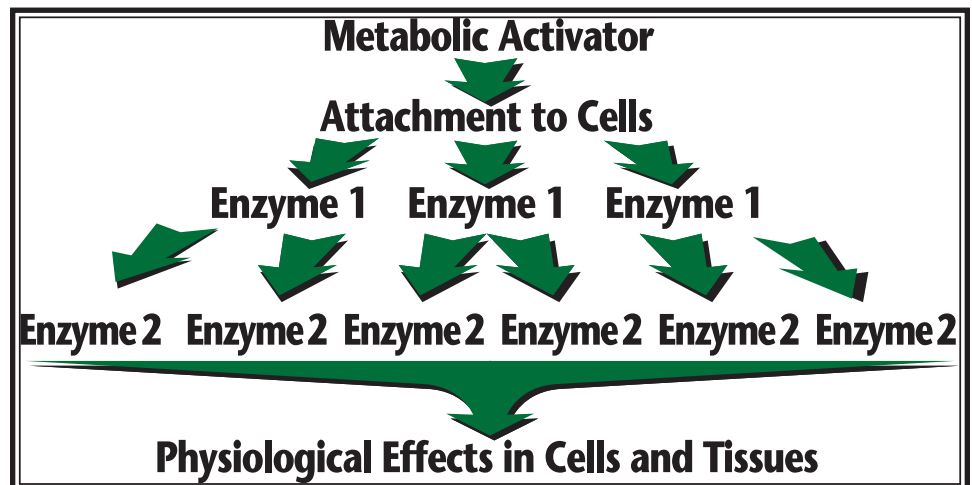 Metabolic Activator
Attachment to Cells
Enzyme 1 Enzyme 1 Enzyme 1
Enzyme 2 Enzyme 2 Enzyme 2 Enzyme 2 Enzyme 2 Enzyme 2
Physiological Effects in Cells and Tissues